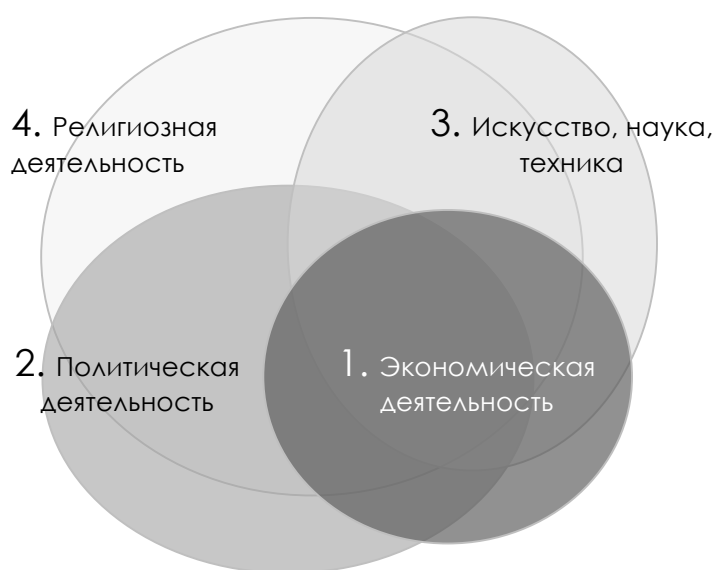 4. Религиозная
деятельность
3. Искусство, наука,
техника
2. Политическая
деятельность
1. Экономическая
деятельность